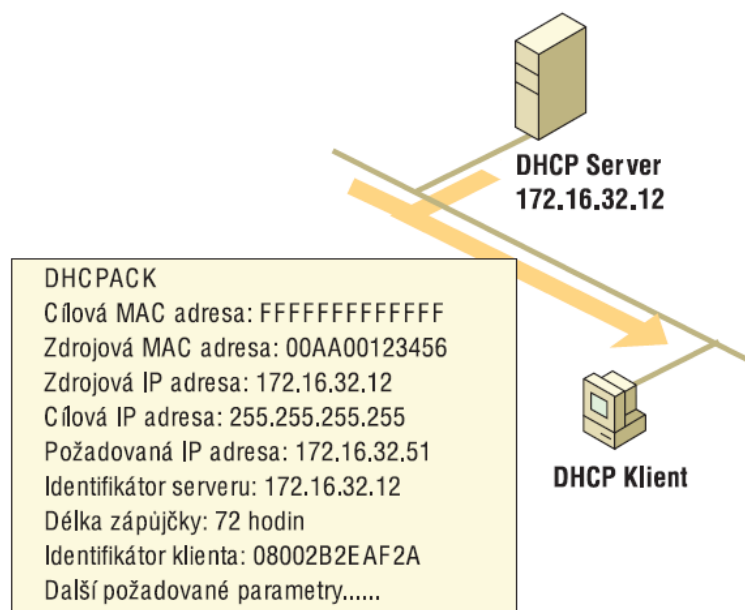 DHCP Server
172.16.32.12
DHCPACK
Cílová MAC adresa: FFFFFFFFFFFFF
Zdrojová MAC adresa: 00AA00123456
Zdrojová IP adresa: 172.16.32.12
Cílová IP adresa: 255.255.255.255
Požadovaná IP adresa: 172.16.32.51
Identifikátor serveru: 172.16.32.12
Délka zápůjčky: 72 hodin
Identifikátor klienta: 08002B2EAF2A
Další požadované parametry......
DHCP Klient